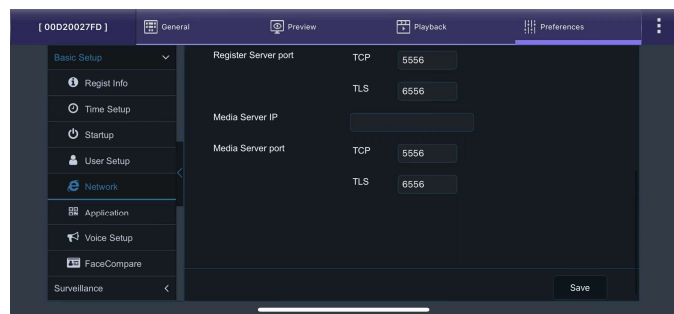 [ 00D20027FD ] General Preview Playback Preferences
Basic Setup
Regist Info
Time Setup
Startup
User Setup
Network
Application
Voice Setup
FaceCompare
Surveillance
Register Server port TCP 5556
TLS 6556
Media Server IP
Media Server port TCP 5556
TLS 6556
Save